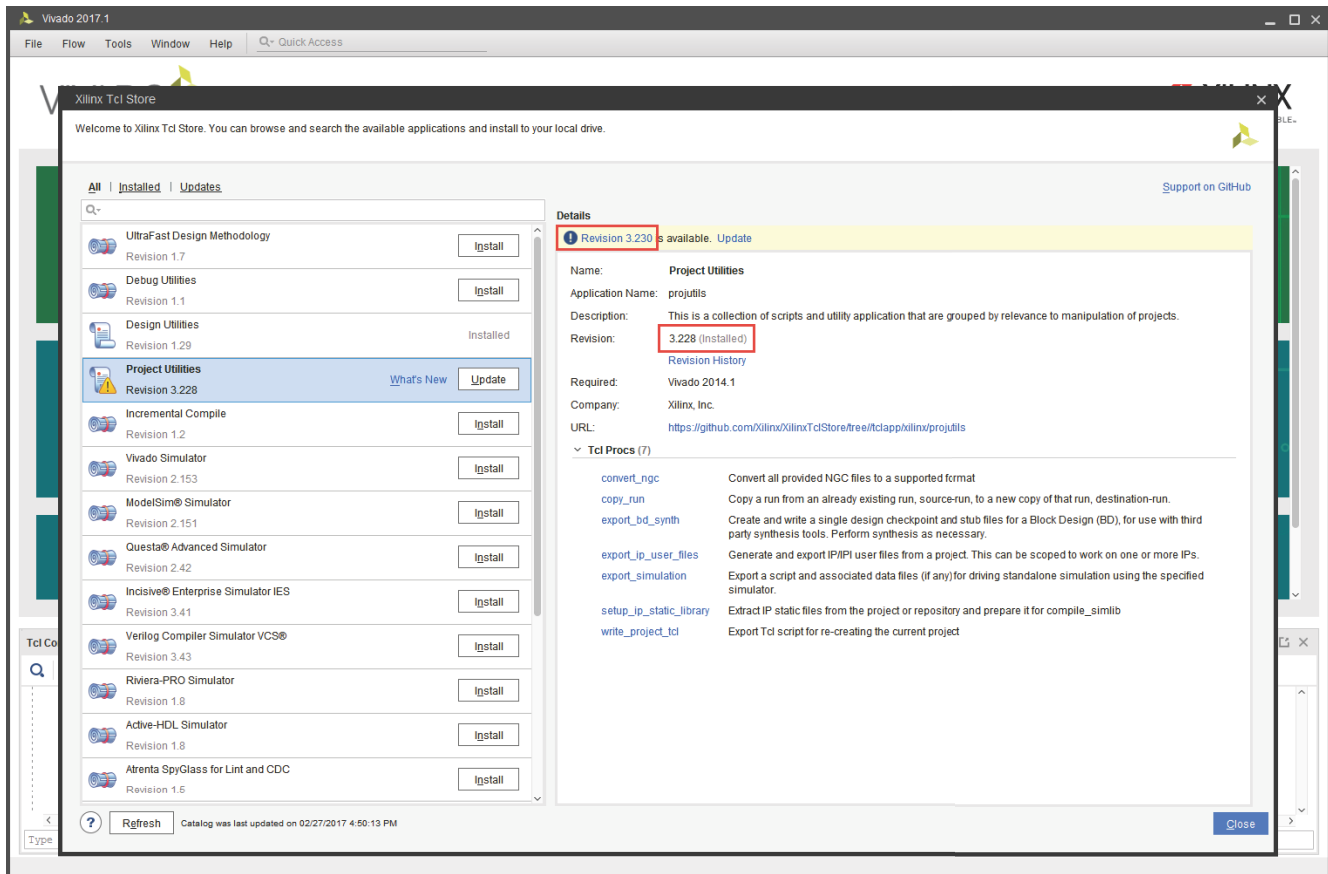 Vivado 2017.1
File Flow Tools Window Help Quick Access
Xilinx Tcl Store
Welcome to Xilinx Tcl Store. You can browse and search the available applications and install to your local drive.
All | Installed | Updates
Support on GitHub
UltraFast Design Methodology
Revision 1.7
Install
Debug Utilities
Revision 1.1
Install
Design Utilities
Revision 1.29
Installed
Project Utilities
Revision 3.228
What's New
Update
Incremental Compile
Revision 1.2
Install
Vivado Simulator
Revision 2.153
Install
ModelSim® Simulator
Revision 2.151
Install
Questa® Advanced Simulator
Revision 2.42
Install
Incisive® Enterprise Simulator IES
Revision 3.41
Install
Verilog Compiler Simulator VCS®
Revision 3.43
Install
Riviera-PRO Simulator
Revision 1.8
Install
Active-HDL Simulator
Revision 1.8
Install
Atrenta SpyGlass for Lint and CDC
Revision 1.5
Install
Details
Revision 3.230 s available. Update
Name: Project Utilities
Application Name: projutils
Description: This is a collection of scripts and utility application that are grouped by relevance to manipulation of projects.
Revision: 3.228 (Installed)
Revision History
Required: Vivado 2014.1
Company: Xilinx, Inc.
URL: https://github.com/Xilinx/XilinxTclStore/tree//tclapp/xilinx/projutils
Tcl Procs (7)
convert_ngc Convert all provided NGC files to a supported format
copy_run Copy a run from an already existing run, source-run, to a new copy of that run, destination-run.
export_bd_synth Create and write a single design checkpoint and stub files for a Block Design (BD), for use with third
party synthesis tools. Perform synthesis as necessary.
export_ip_user_files Generate and export IP/IPI user files from a project. This can be scoped to work on one or more IPs.
export_simulation Export a script and associated data files (if any)for driving standalone simulation using the specified
simulator.
setup_ip_static_library Extract IP static files from the project or repository and prepare it for compile_simlib
write_project_tcl Export Tcl script for re-creating the current project
Tcl Co
Type
? Refresh Catalog was last updated on 02/27/2017 4:50:13 PM
Close